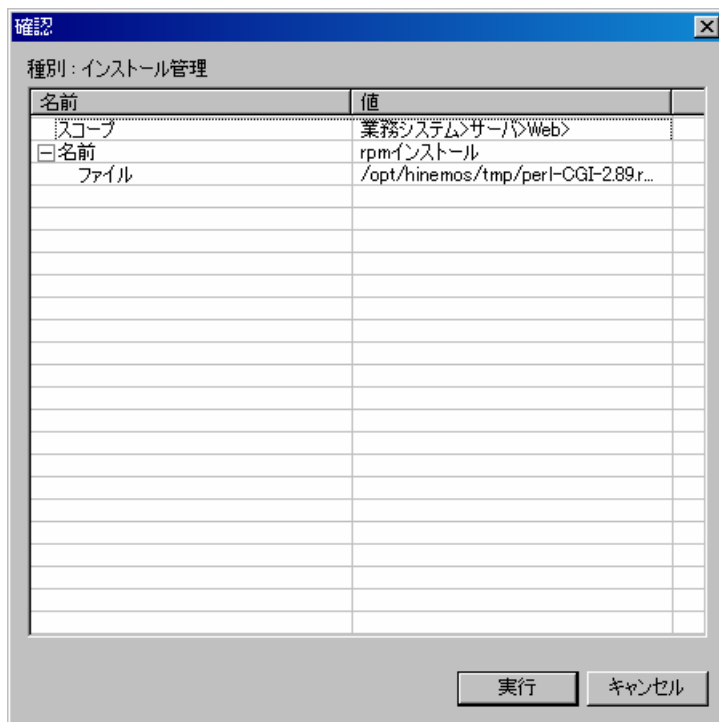 確認
種別：インストール管理
名前 値
スコープ 業務システム>サーバ>Web>
名前 rpmインストール
ファイル /opt/hinemos/tmp/perl-CGI-2.89.r...
実行 キャンセル